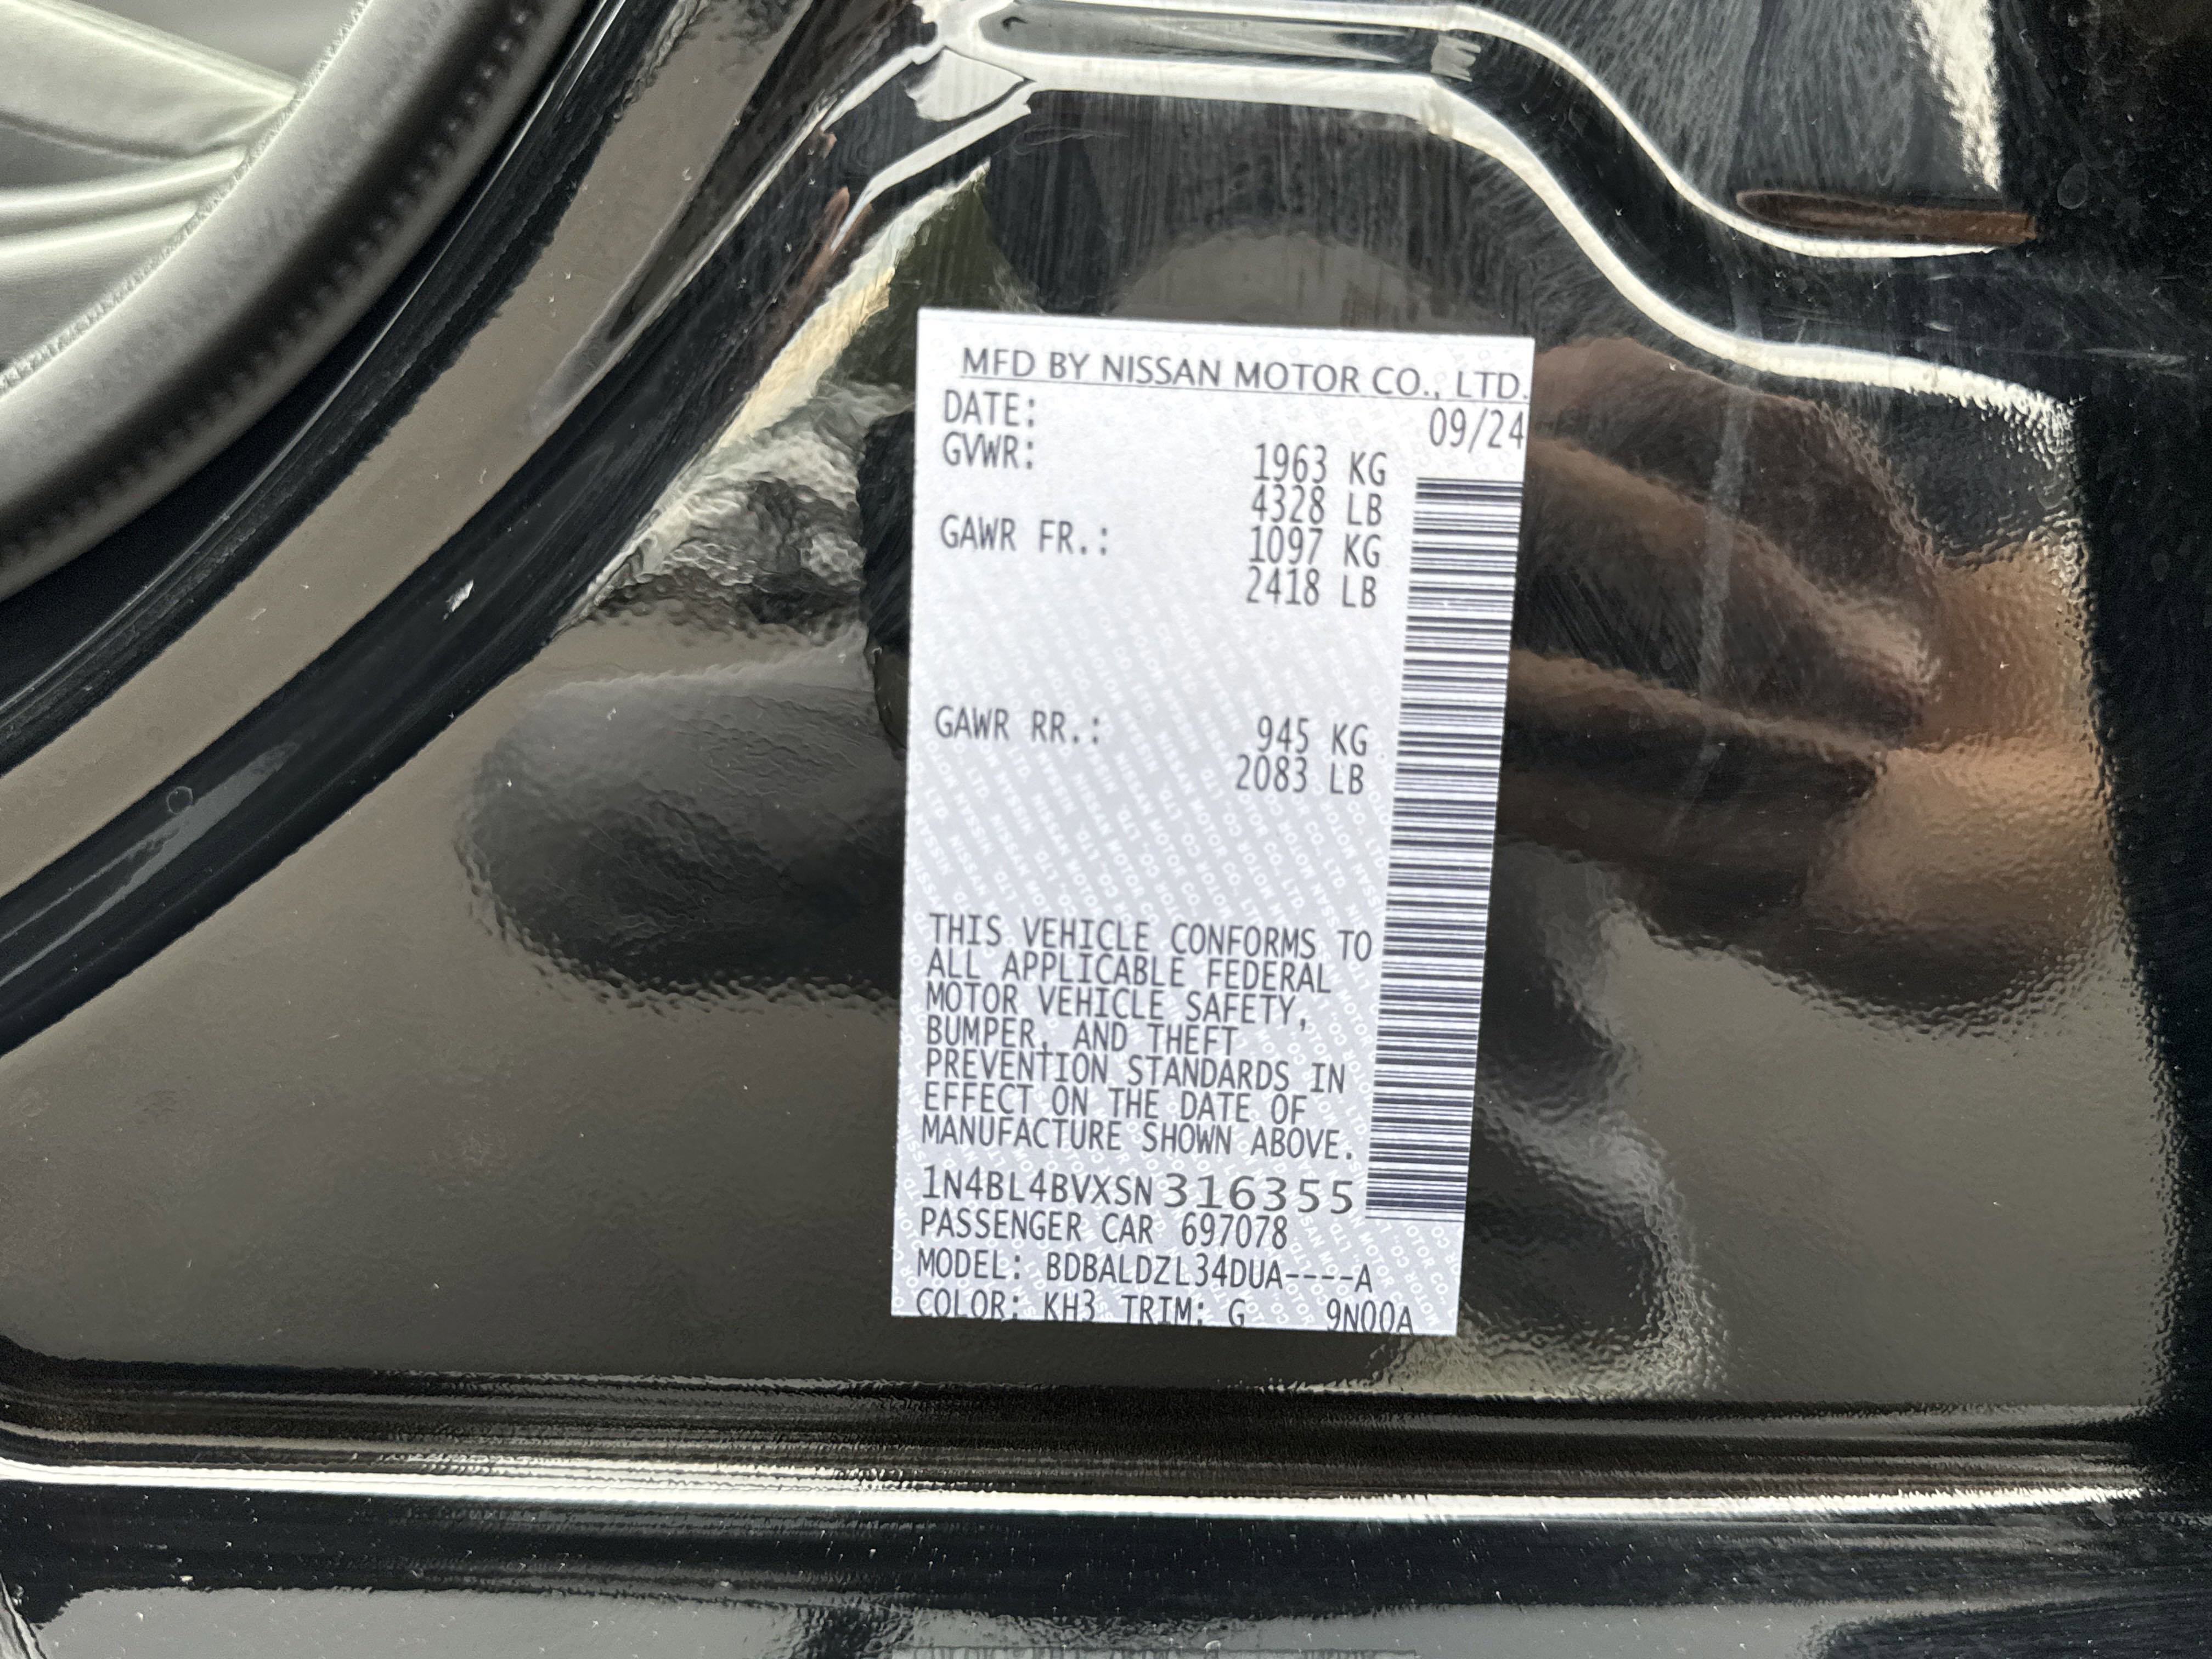 MFD BY NISSAN MOTOR CO., LTD.
DATE: 09/24
GVWR: 1963 KG
4328 LB
GAWR FR.: 1097 KG
2418 LB
GAWR RR.: 945 KG
2083 LB
THIS VEHICLE CONFORMS TO
ALL APPLICABLE FEDERAL
MOTOR VEHICLE SAFETY,
BUMPER, AND THEFT
PREVENTION STANDARDS IN
EFFECT ON THE DATE OF
MANUFACTURE SHOWN ABOVE.
1N4BL4BVXSN316355
PASSENGER CAR 697078
MODEL: BDBALDZL34DUA----A
COLOR: KH3 TRIM: G 9N00A